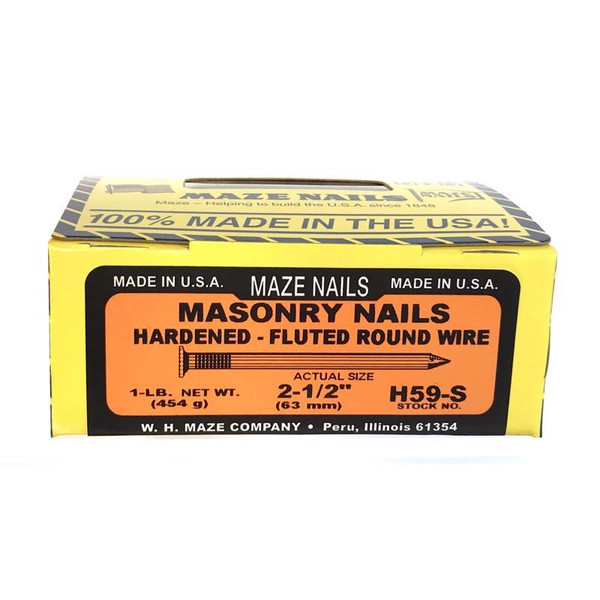 MAZE NAILS
Maze – Helping to build the U.S.A. since 1848
100% MADE IN THE USA!
MADE IN U.S.A. MAZE NAILS MADE IN U.S.A.
MASONRY NAILS
HARDENED - FLUTED ROUND WIRE
ACTUAL SIZE
1-LB. NET WT. 2-1/2" H59-S
(454 g) (63 mm) STOCK NO.
W. H. MAZE COMPANY • Peru, Illinois 61354